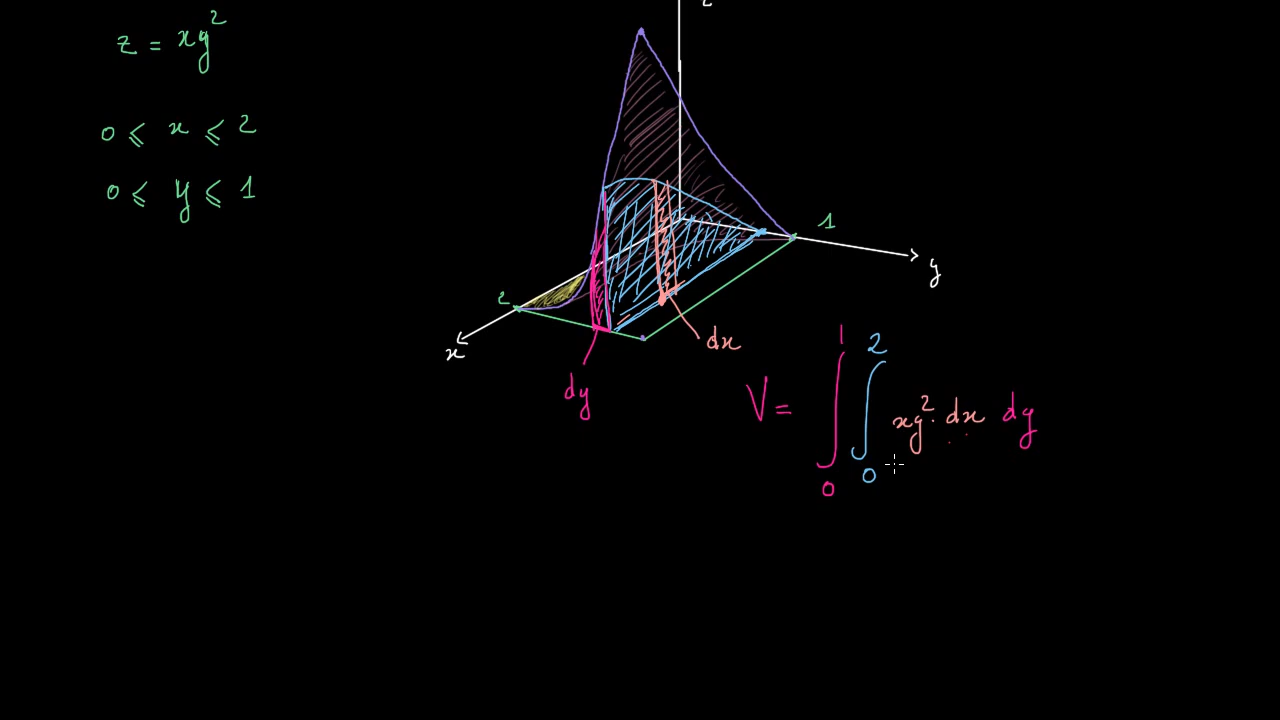 z
z = xy²
0 ⩽ x ⩽ 2
0 ⩽ y ⩽ 1
1
y
2
x
dx
dy
V = ∫₀¹ ∫₀² xy² · dx dy